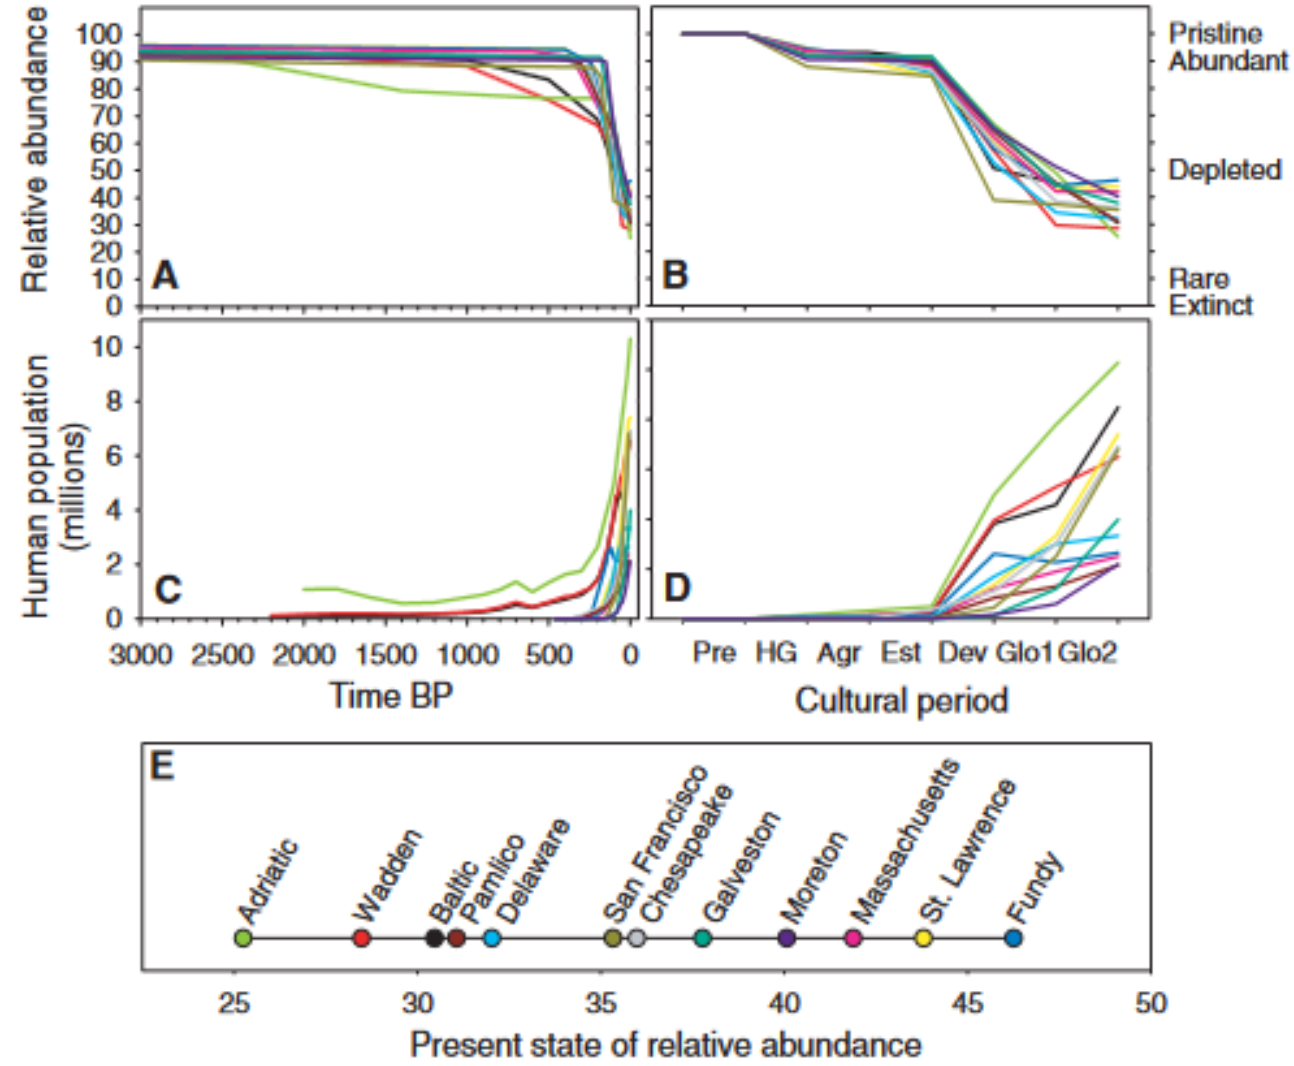 Relative abundance
100
90
80
70
60
50
40
30
20
10
0
A
B
Pristine
Abundant
Depleted
Rare
Extinct
Human population
(millions)
10
8
6
4
2
0
C
D
3000 2500 2000 1500 1000 500 0
Time BP
Pre HG Agr Est Dev Glo1 Glo2
Cultural period
E
Adriatic
Wadden
Baltic
Pamlico
Delaware
San Francisco
Chesapeake
Galveston
Moreton
Massachusetts
St. Lawrence
Fundy
25 30 35 40 45 50
Present state of relative abundance